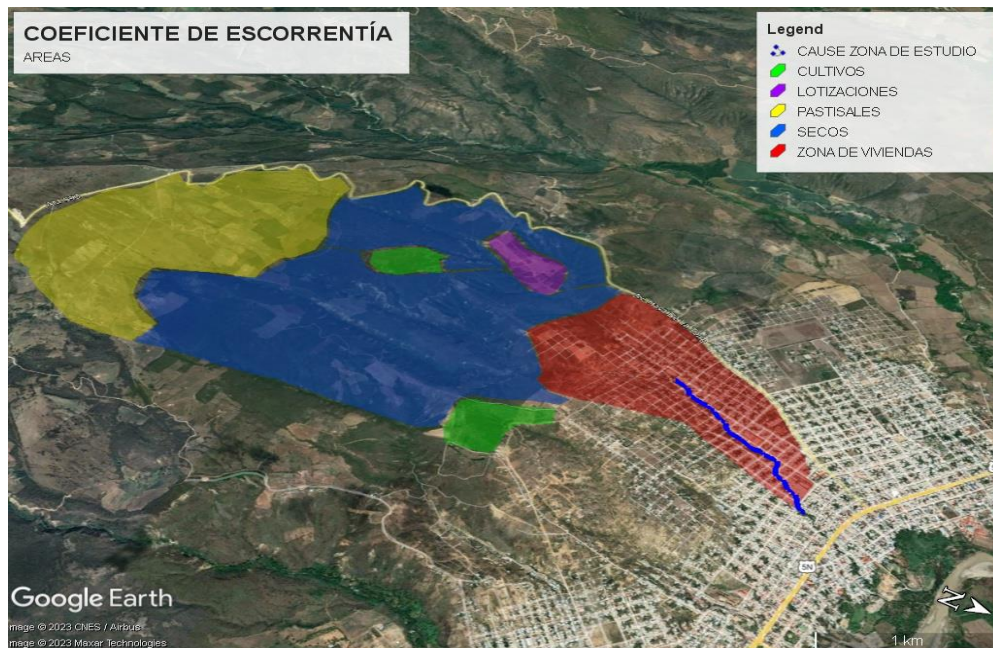 COEFICIENTE DE ESCORRENTÍA
AREAS
Legend
CAUSE ZONA DE ESTUDIO
CULTIVOS
LOTIZACIONES
PASTISALES
SECOS
ZONA DE VIVIENDAS
5N
N
Google Earth
mage © 2023 CNES / Airbus
mage © 2023 Maxar Technologies
1 km